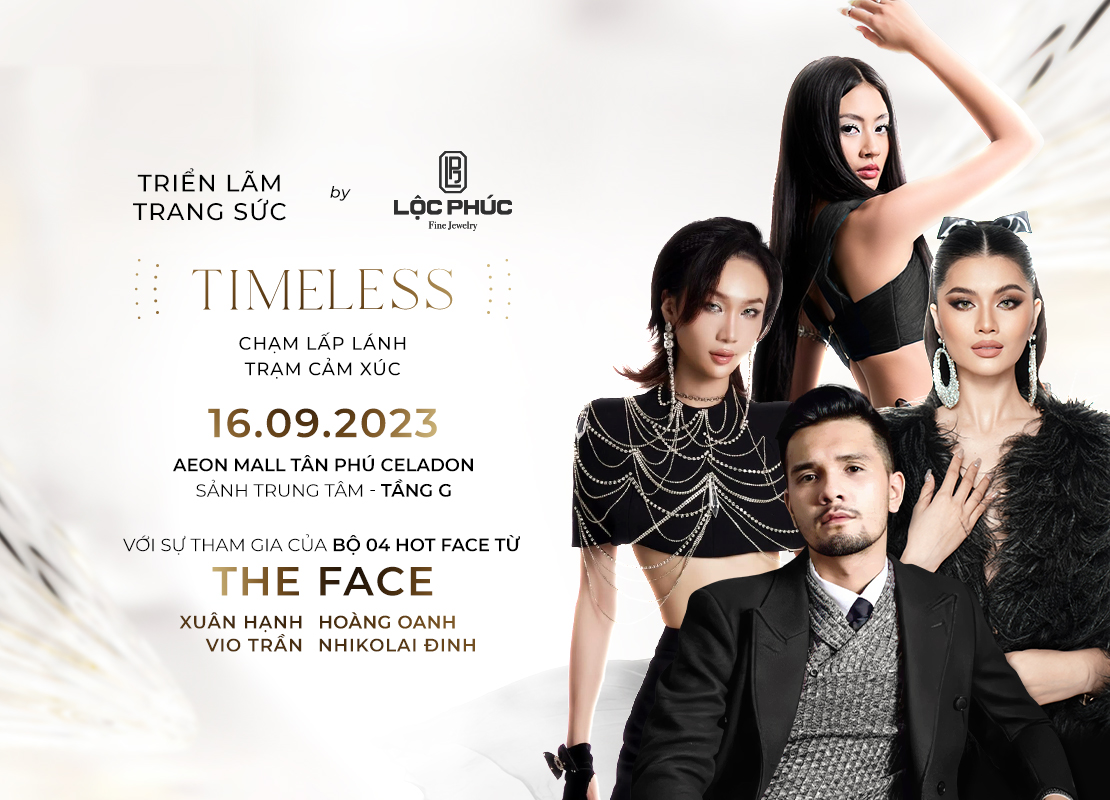 TRIỂN LÃM
TRANG SỨC
by
LỘC PHÚC
Fine Jewelry
TIMELESS
CHẠM LẤP LÁNH
TRẠM CẢM XÚC
16.09.2023
AEON MALL TÂN PHÚ CELADON
SẢNH TRUNG TÂM - TẦNG G
VỚI SỰ THAM GIA CỦA BỘ 04 HOT FACE TỪ
THE FACE
XUÂN HẠNH HOÀNG OANH
VIO TRẦN NHIKOLAI ĐINH